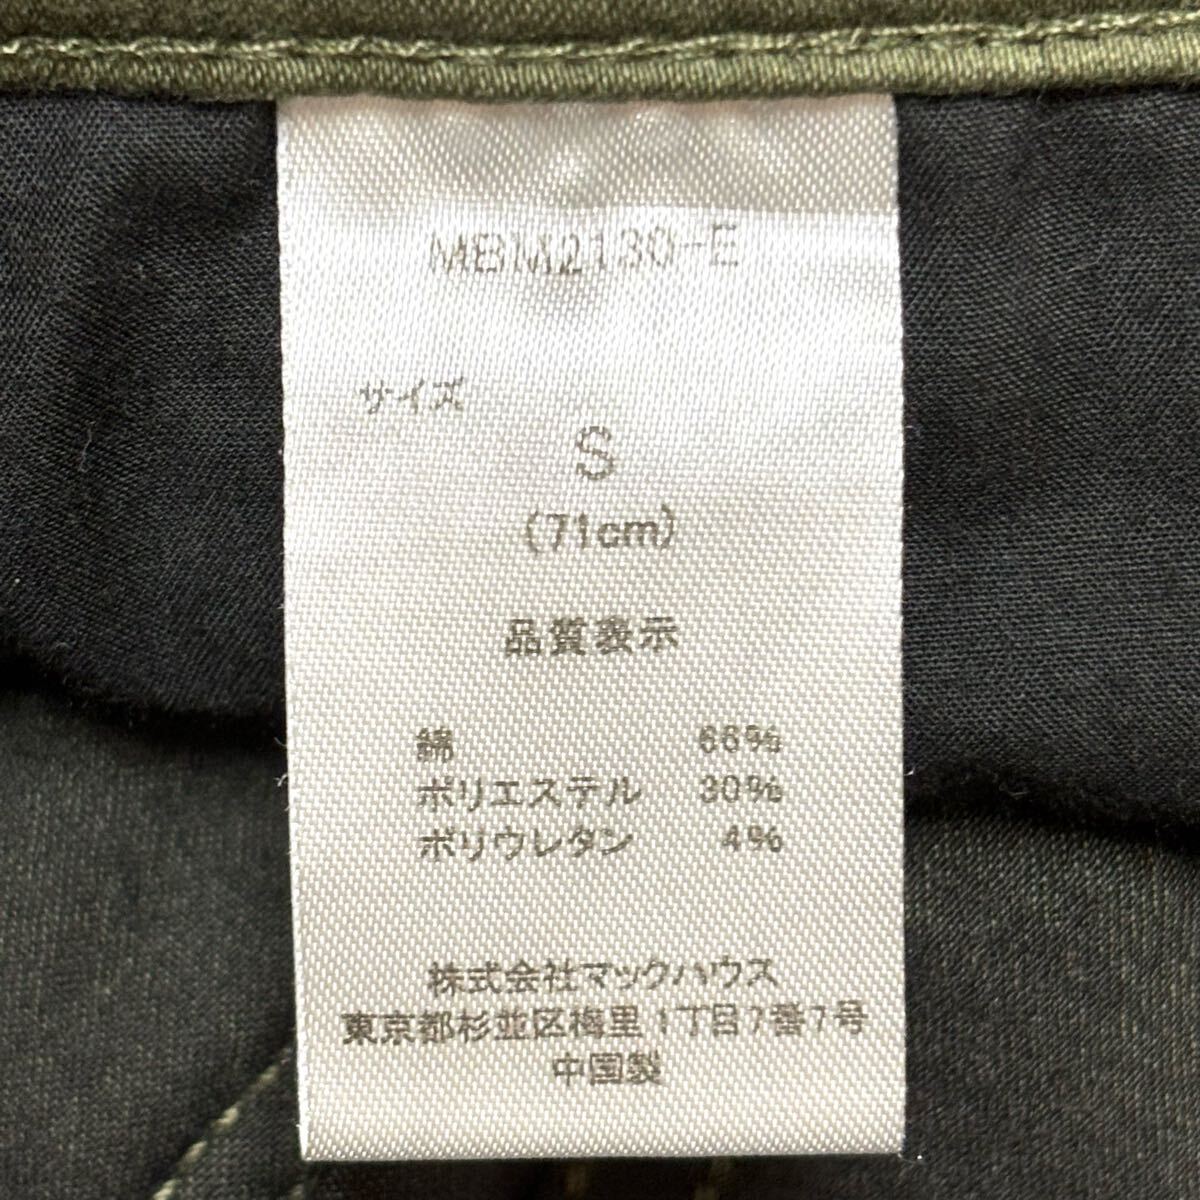 MBM2130-E
サイズ
S
(71cm)
品質表示
綿 66%
ポリエステル 30%
ポリウレタン 4%
株式会社マックハウス
東京都杉並区梅里1丁目7番7号
中国製